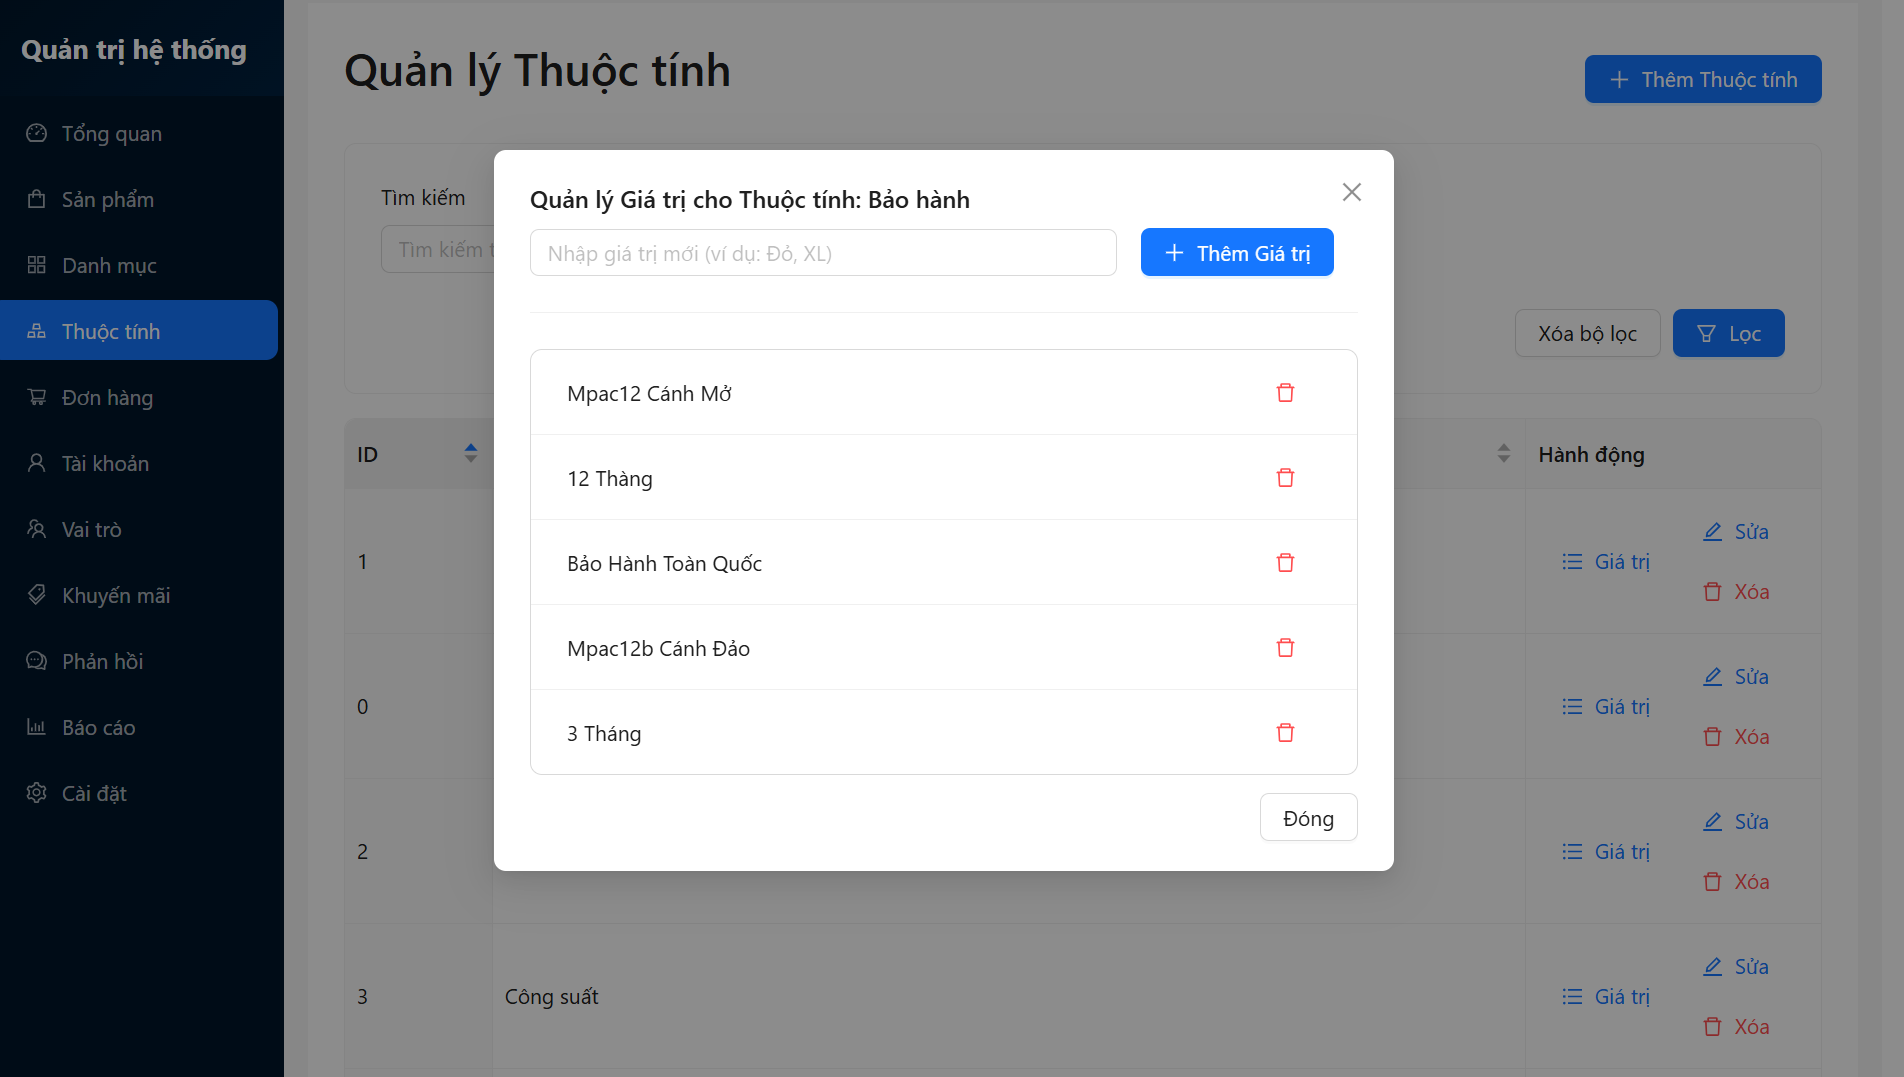 Quản trị hệ thống
Tổng quan
Sản phẩm
Danh mục
Thuộc tính
Đơn hàng
Tài khoản
Vai trò
Khuyến mãi
Phản hồi
Báo cáo
Cài đặt
Quản lý Thuộc tính
Thêm Thuộc tính
Tìm kiếm
Tìm kiếm t
Xóa bộ lọc
Lọc
ID
Hành động
1
Giá trị
Sửa
Xóa
0
Giá trị
Sửa
Xóa
2
Giá trị
Sửa
Xóa
3
Công suất
Giá trị
Sửa
Xóa
Quản lý Giá trị cho Thuộc tính: Bảo hành
Nhập giá trị mới (ví dụ: Đỏ, XL)
Thêm Giá trị
Mpac12 Cánh Mở
12 Thàng
Bảo Hành Toàn Quốc
Mpac12b Cánh Đảo
3 Tháng
Đóng